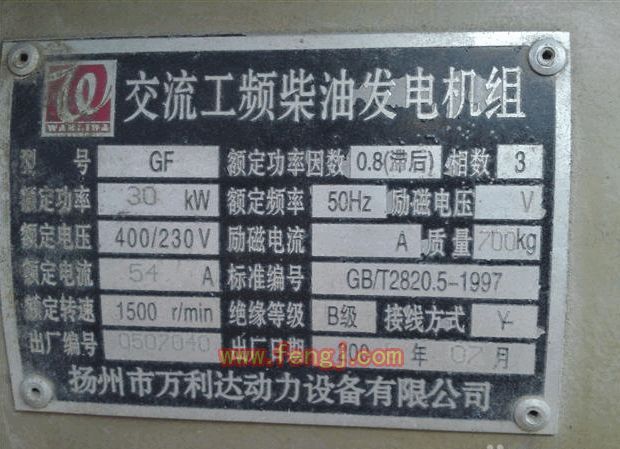 WANLIDA
交流工频柴油发电机组
型号 GF 额定功率因数 0.8(滞后) 相数 3
额定功率 30 kW 额定频率 50Hz 励磁电压 V
额定电压 400/230V 励磁电流 A 质量 700kg
额定电流 54 A 标准编号 GB/T2820.5-1997
额定转速 1500 r/min 绝缘等级 B级 接线方式 Y
出厂编号 0507040 出厂日期 200 年 07 月
www.fengj.com
扬州市万利达动力设备有限公司